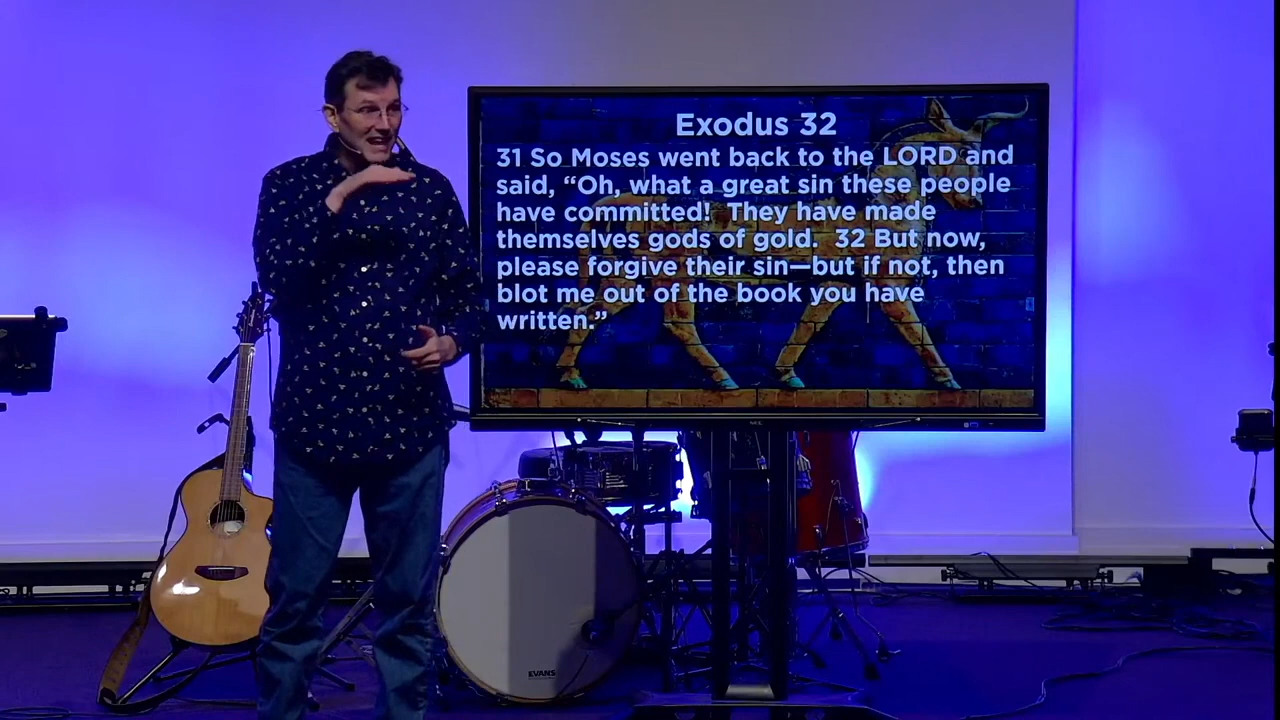 Exodus 32
31 So Moses went back to the LORD and
said, “Oh, what a great sin these people
have committed!  They have made
themselves gods of gold.  32 But now,
please forgive their sin—but if not, then
blot me out of the book you have
written.”
NEC
EVANS